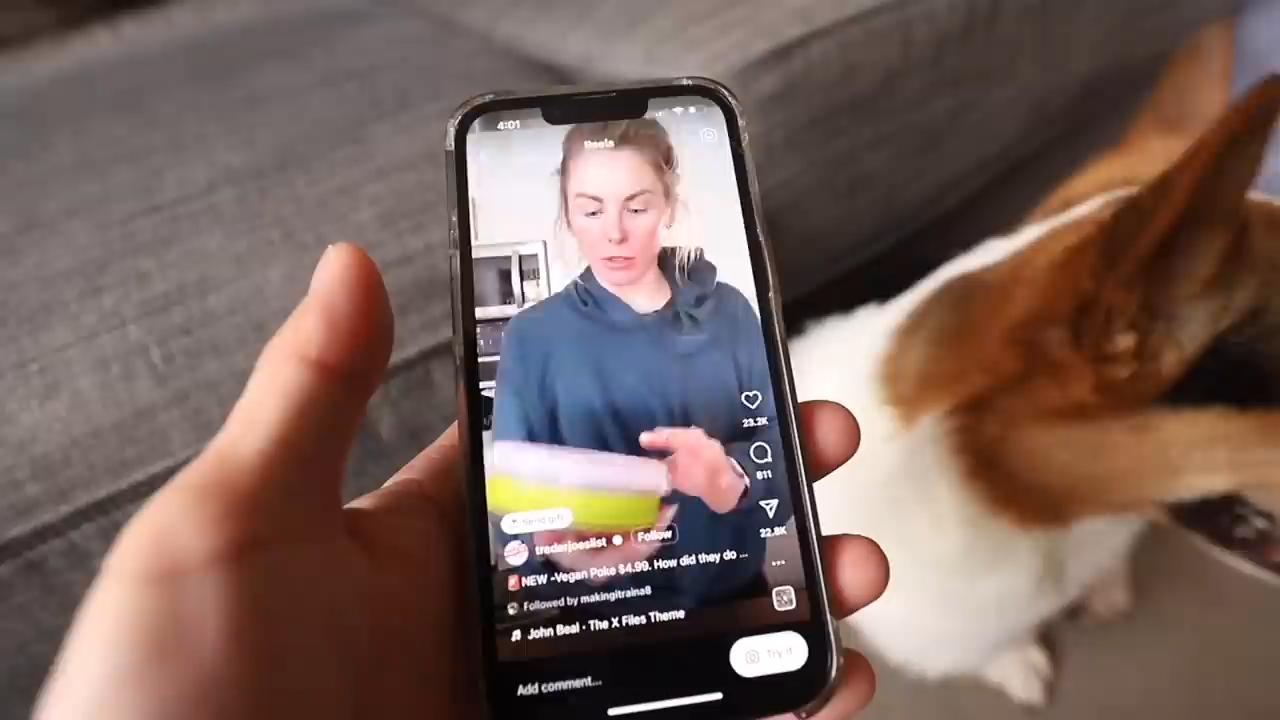 4:01
Reels
23.2K
811
22.8K
Send gift
traderjoeslist Follow
NEW -Vegan Poke $4.99. How did they do ...
Followed by makingitraina8
John Beal • The X Files Theme
Try it
Add comment...